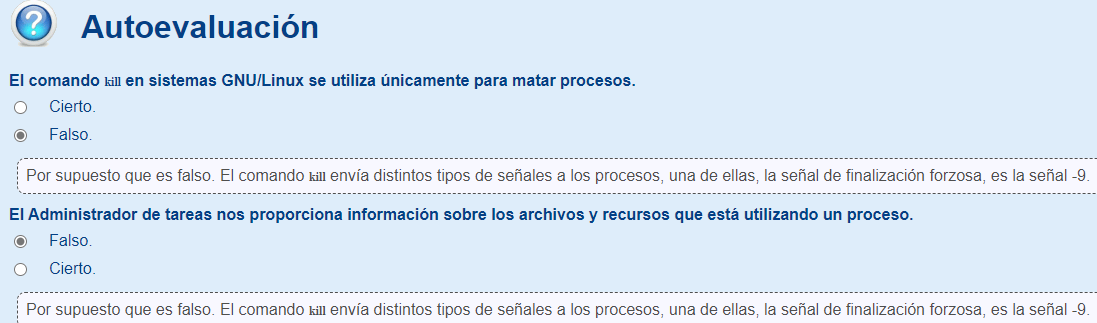 Autoevaluación
El comando kill en sistemas GNU/Linux se utiliza únicamente para matar procesos.
Cierto.
Falso.
Por supuesto que es falso. El comando kill envía distintos tipos de señales a los procesos, una de ellas, la señal de finalización forzosa, es la señal -9.
El Administrador de tareas nos proporciona información sobre los archivos y recursos que está utilizando un proceso.
Falso.
Cierto.
Por supuesto que es falso. El comando kill envía distintos tipos de señales a los procesos, una de ellas, la señal de finalización forzosa, es la señal -9.